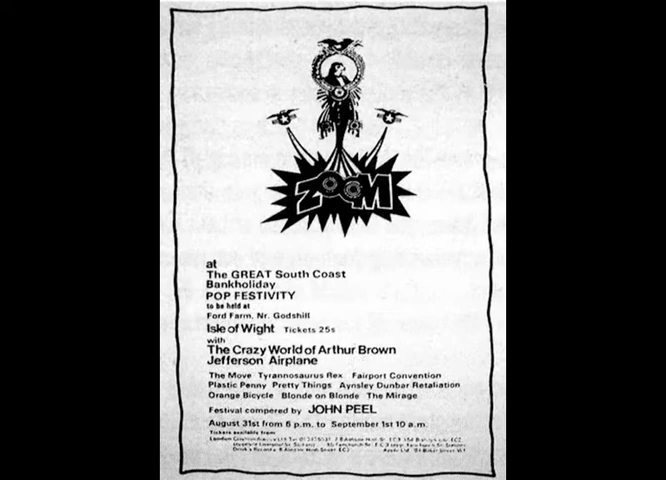 ZOOM
at
The GREAT South Coast
Bankholiday
POP FESTIVITY
to be held at
Ford Farm, Nr. Godshill
Isle of Wight Tickets 25s
with
The Crazy World of Arthur Brown
Jefferson Airplane
The Move Tyrannosaurus Rex Fairport Convention
Plastic Penny Pretty Things Aynsley Dunbar Retaliation
Orange Bicycle Blonde on Blonde The Mirage
Festival compered by JOHN PEEL
August 31st from 6 p.m. to September 1st 10 a.m.
Tickets available from